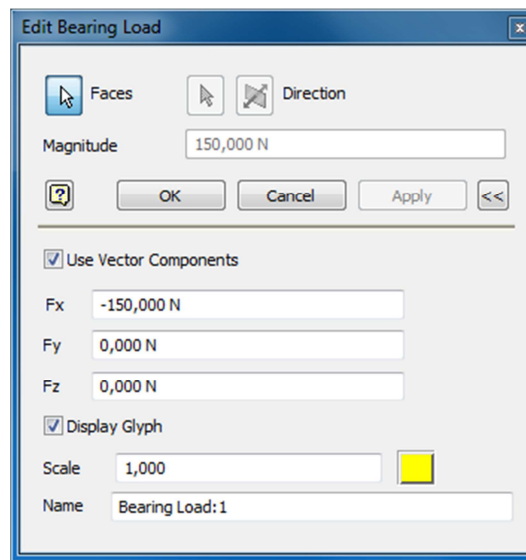 Edit Bearing Load
Faces Direction
Magnitude 150,000 N
OK Cancel Apply <<
Use Vector Components
Fx -150,000 N
Fy 0,000 N
Fz 0,000 N
Display Glyph
Scale 1,000
Name Bearing Load:1